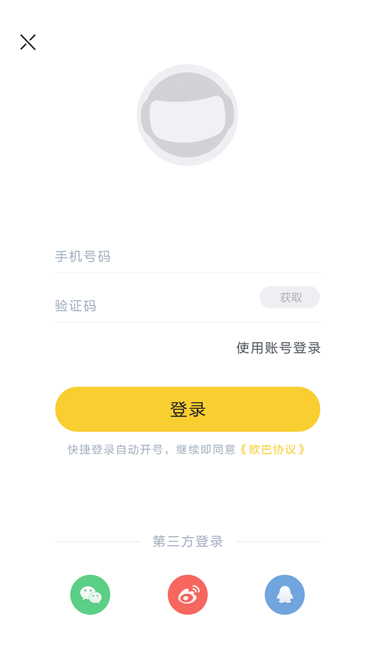 手机号码
验证码
获取
使用账号登录
登录
快捷登录自动开号，继续即同意《欧巴协议》
第三方登录